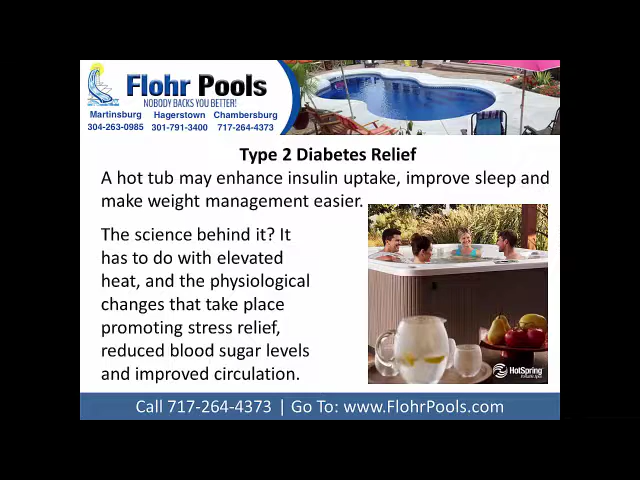 Flohr Pools
NOBODY BACKS YOU BETTER!
Martinsburg Hagerstown Chambersburg
304-263-0985 301-791-3400 717-264-4373
Type 2 Diabetes Relief
A hot tub may enhance insulin uptake, improve sleep and
make weight management easier.
The science behind it? It
has to do with elevated
heat, and the physiological
changes that take place
promoting stress relief,
reduced blood sugar levels
and improved circulation.
HotSpring
Call 717-264-4373 | Go To: www.FlohrPools.com